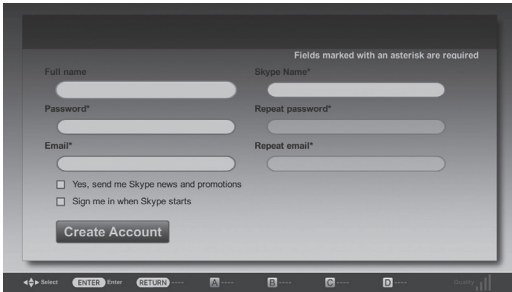 Fields marked with an asterisk are required
Full name Skype Name*
Password* Repeat password*
Email* Repeat email*
Yes, send me Skype news and promotions
Sign me in when Skype starts
Create Account
Select ENTER Enter RETURN ---- A ---- B ---- C ---- D ---- Quality